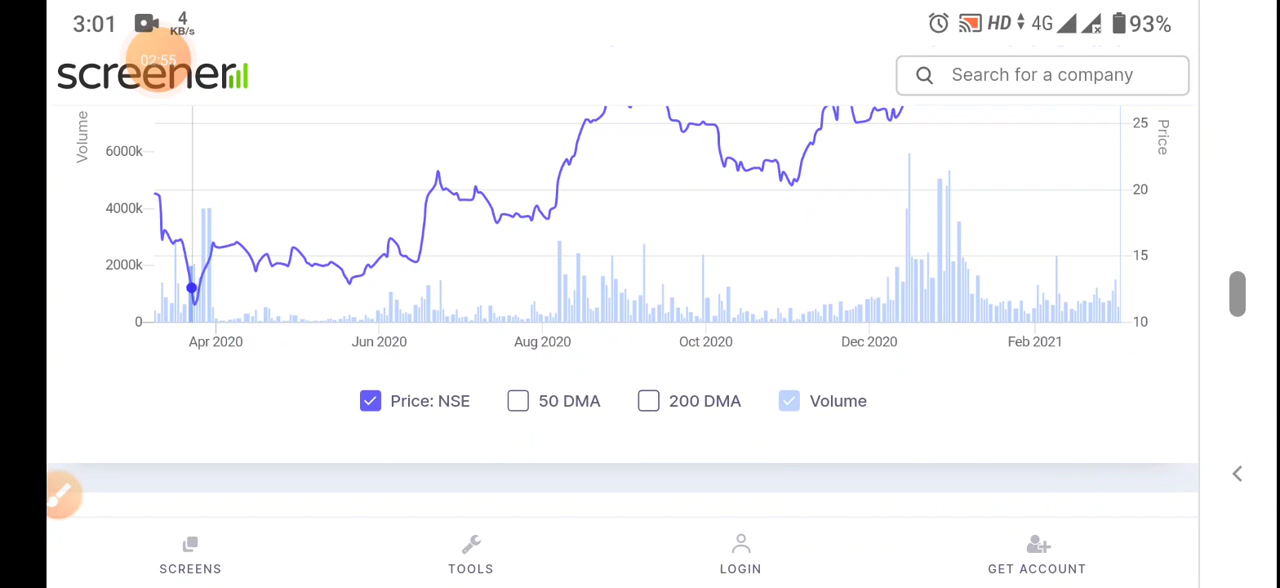 3:01 4 KB/s HD 4G 93%
02:55
screener Search for a company
Volume
Price
6000k
4000k
2000k
0
25
20
15
10
Apr 2020 Jun 2020 Aug 2020 Oct 2020 Dec 2020 Feb 2021
Price: NSE 50 DMA 200 DMA Volume
SCREENS TOOLS LOGIN GET ACCOUNT